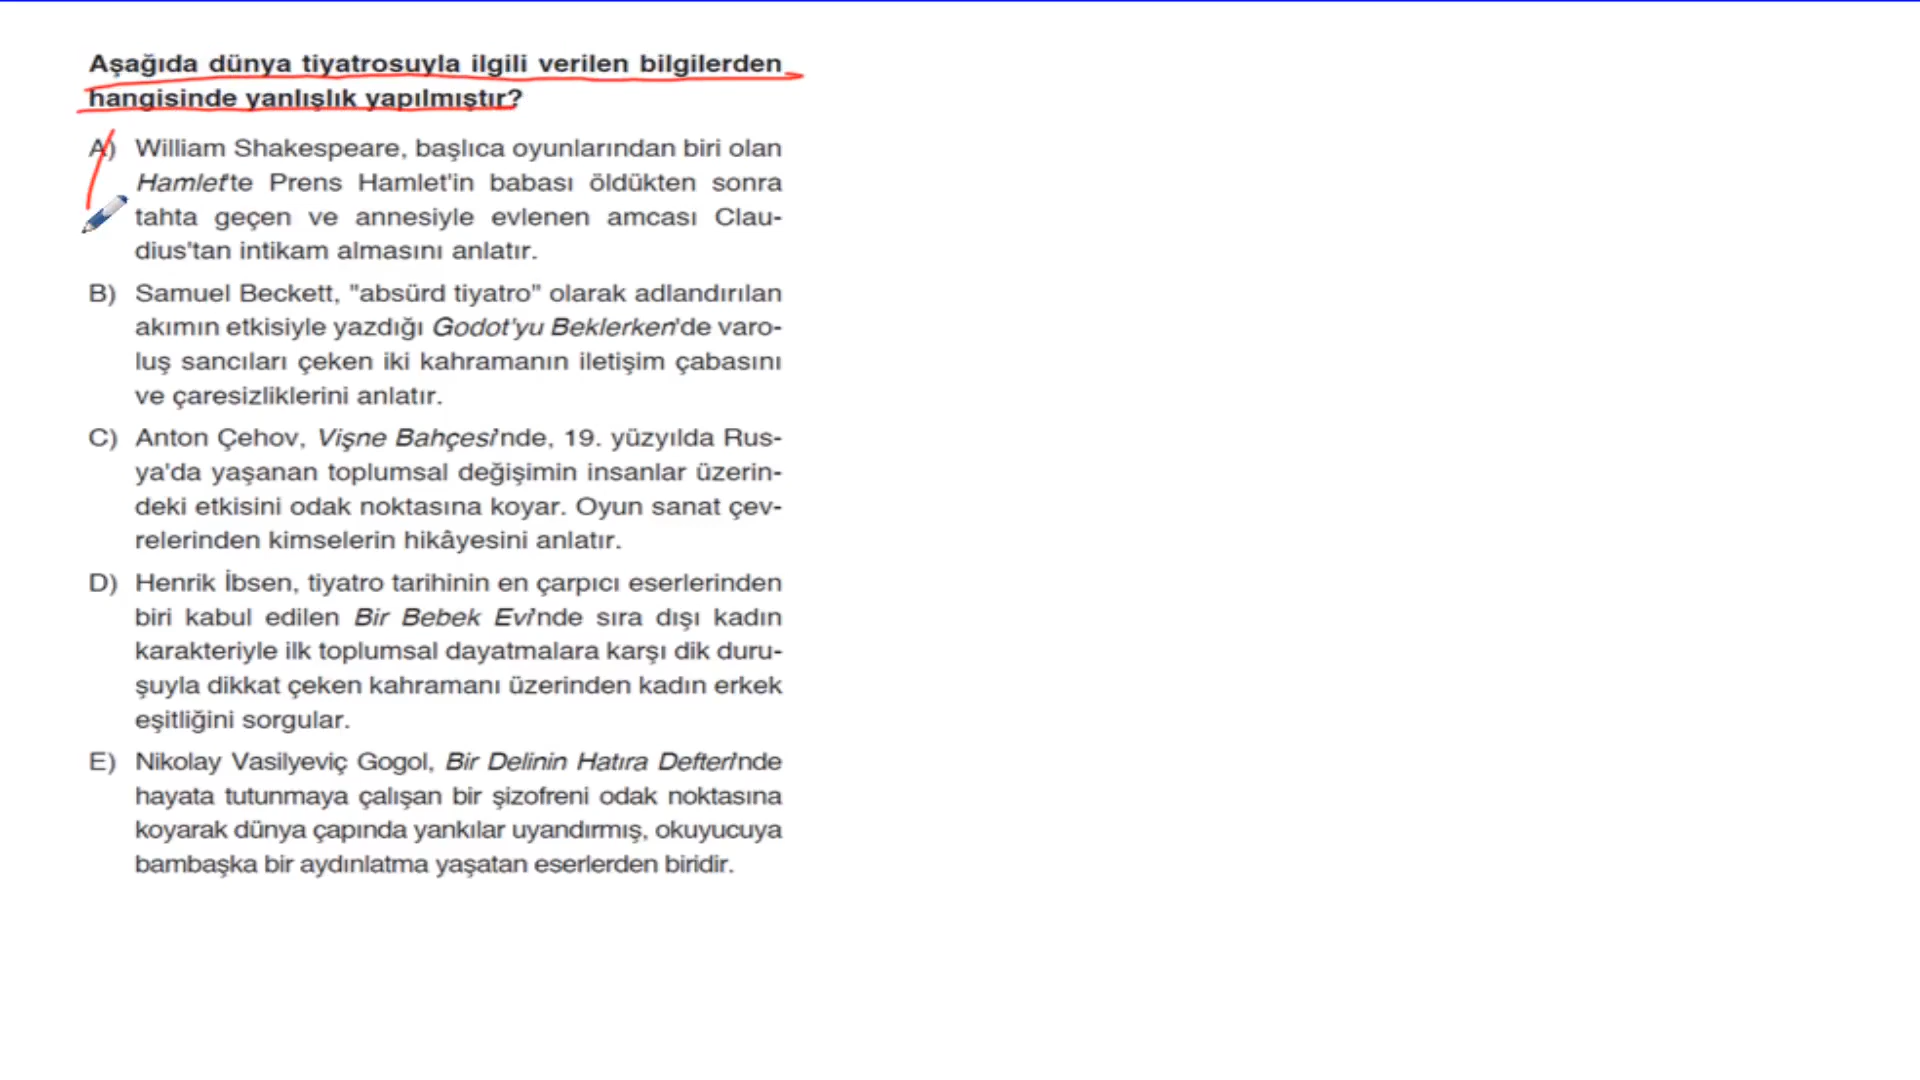 Aşağıda dünya tiyatrosuyla ilgili verilen bilgilerden
hangisinde yanlışlık yapılmıştır?
A) William Shakespeare, başlıca oyunlarından biri olan
Hamlet'te Prens Hamlet'in babası öldükten sonra
tahta geçen ve annesiyle evlenen amcası Clau-
dius'tan intikam almasını anlatır.
B) Samuel Beckett, "absürd tiyatro" olarak adlandırılan
akımın etkisiyle yazdığı Godot'yu Beklerken'de varo-
luş sancıları çeken iki kahramanın iletişim çabasını
ve çaresizliklerini anlatır.
C) Anton Çehov, Vişne Bahçesi'nde, 19. yüzyılda Rus-
ya'da yaşanan toplumsal değişimin insanlar üzerin-
deki etkisini odak noktasına koyar. Oyun sanat çev-
relerinden kimselerin hikâyesini anlatır.
D) Henrik İbsen, tiyatro tarihinin en çarpıcı eserlerinden
biri kabul edilen Bir Bebek Evi'nde sıra dışı kadın
karakteriyle ilk toplumsal dayatmalara karşı dik duru-
şuyla dikkat çeken kahramanı üzerinden kadın erkek
eşitliğini sorgular.
E) Nikolay Vasilyeviç Gogol, Bir Delinin Hatıra Defteri'nde
hayata tutunmaya çalışan bir şizofreni odak noktasına
koyarak dünya çapında yankılar uyandırmış, okuyucuya
bambaşka bir aydınlatma yaşatan eserlerden biridir.